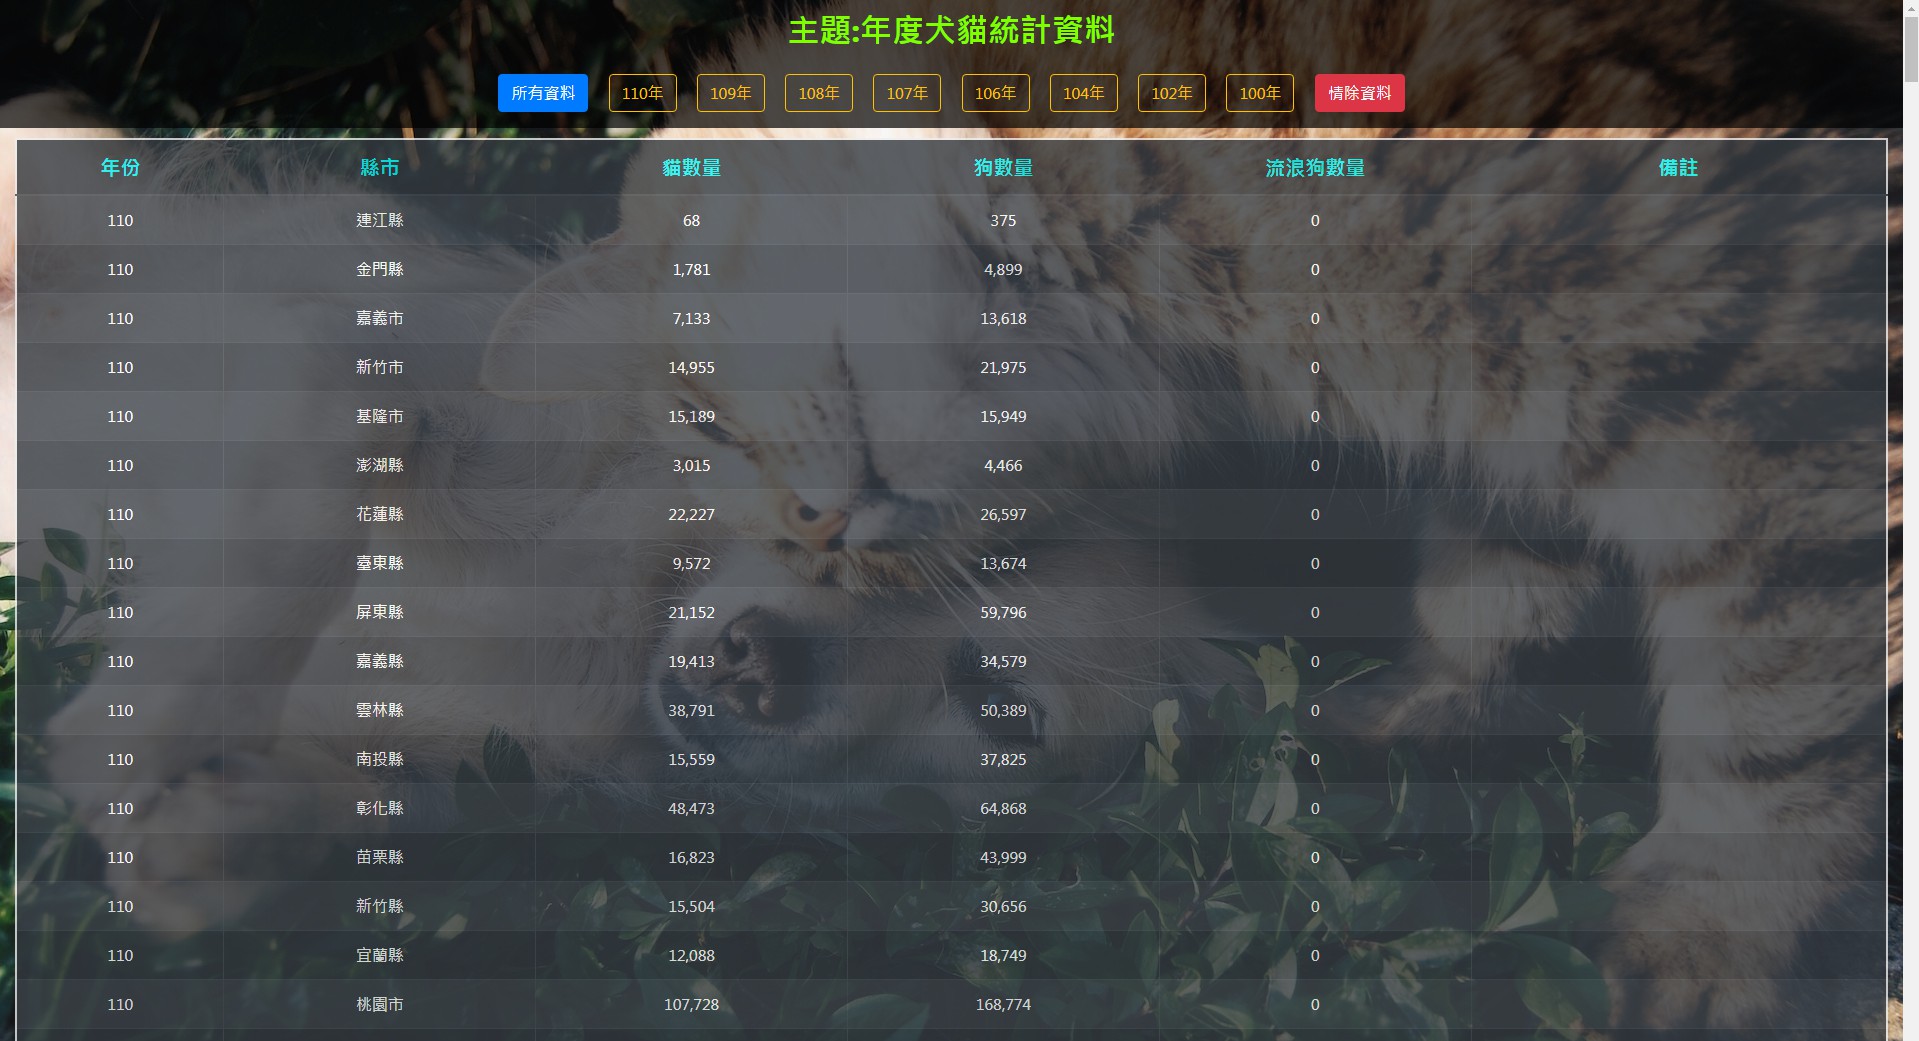 主題:年度犬貓統計資料
所有資料 110年 109年 108年 107年 106年 104年 102年 100年 情除資料
年份 縣市 貓數量 狗數量 流浪狗數量 備註
110 連江縣 68 375 0
110 金門縣 1,781 4,899 0
110 嘉義市 7,133 13,618 0
110 新竹市 14,955 21,975 0
110 基隆市 15,189 15,949 0
110 澎湖縣 3,015 4,466 0
110 花蓮縣 22,227 26,597 0
110 臺東縣 9,572 13,674 0
110 屏東縣 21,152 59,796 0
110 嘉義縣 19,413 34,579 0
110 雲林縣 38,791 50,389 0
110 南投縣 15,559 37,825 0
110 彰化縣 48,473 64,868 0
110 苗栗縣 16,823 43,999 0
110 新竹縣 15,504 30,656 0
110 宜蘭縣 12,088 18,749 0
110 桃園市 107,728 168,774 0